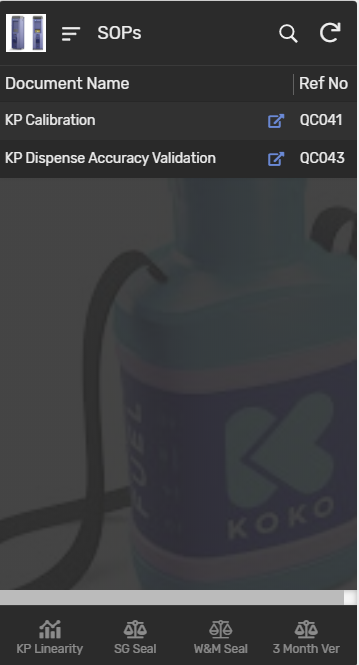 SOPs
Document Name Ref No
KP Calibration QC041
KP Dispense Accuracy Validation QC043
FUEL
KOKO
KP Linearity SG Seal W&M Seal 3 Month Ver